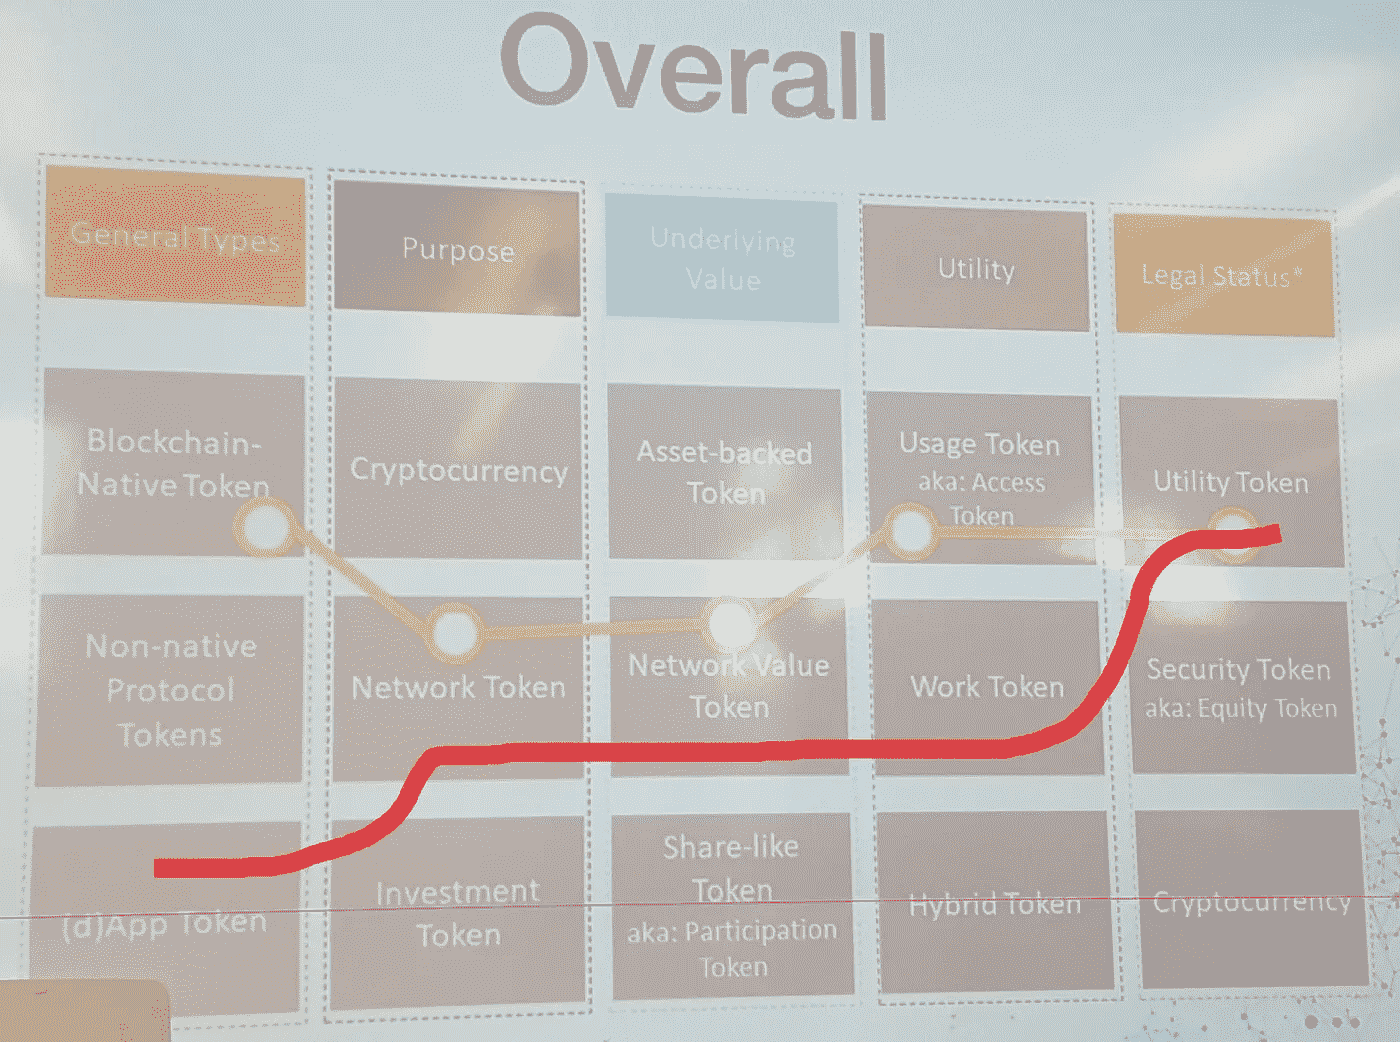 Overall
General Types
Purpose
Underlying
Value
Utility
Legal Status*
Blockchain-
Native Token
Cryptocurrency
Asset-backed
Token
Usage Token
aka: Access
Token
Utility Token
Non-native
Protocol
Tokens
Network Token
Network Value
Token
Work Token
Security Token
aka: Equity Token
(d)App Token
Investment
Token
Share-like
Token
aka: Participation
Token
Hybrid Token
Cryptocurrency